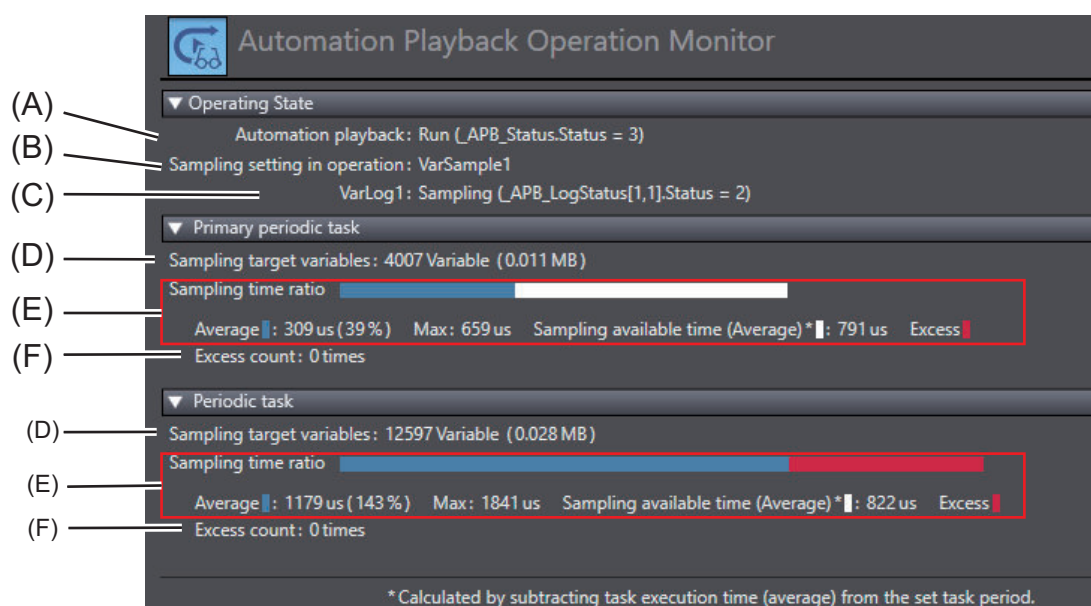 Automation Playback Operation Monitor
▼ Operating State
(A) Automation playback: Run (_APB_Status.Status = 3)
(B) Sampling setting in operation: VarSample1
(C) VarLog1: Sampling (_APB_LogStatus[1,1].Status = 2)
▼ Primary periodic task
(D) Sampling target variables: 4007 Variable (0.011 MB)
(E) Sampling time ratio
Average : 309 us (39 %) Max: 659 us Sampling available time (Average) * : 791 us Excess
(F) Excess count: 0 times
▼ Periodic task
(D) Sampling target variables: 12597 Variable (0.028 MB)
(E) Sampling time ratio
Average : 1179 us (143 %) Max: 1841 us Sampling available time (Average) * : 822 us Excess
(F) Excess count: 0 times
* Calculated by subtracting task execution time (average) from the set task period.